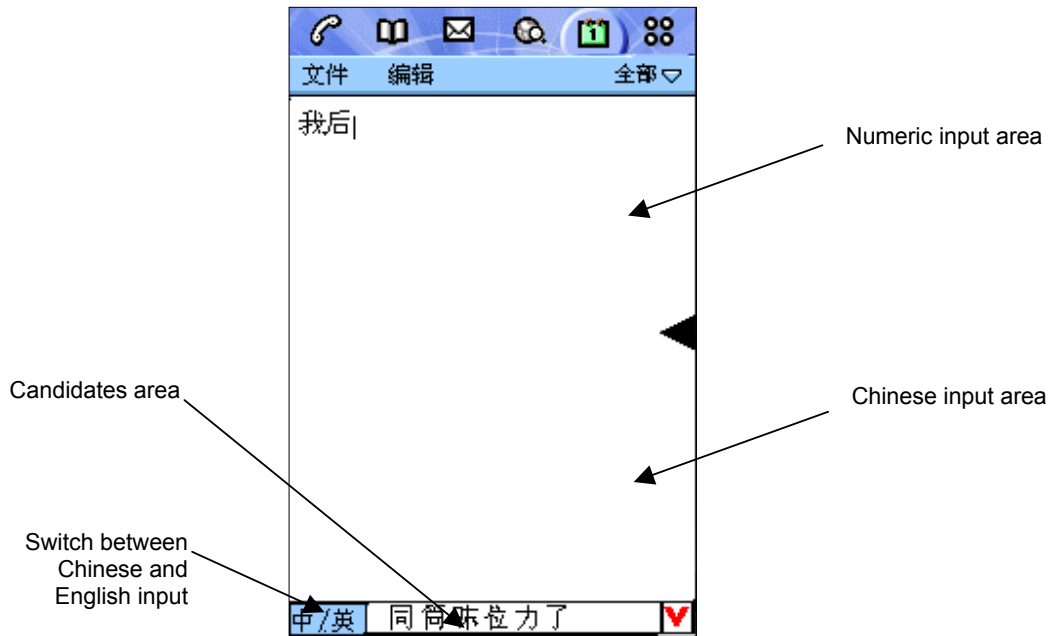 1
文件 编辑 全部
我后
Numeric input area
Candidates area
Chinese input area
Switch between
Chinese and
English input
中/英 同 力了